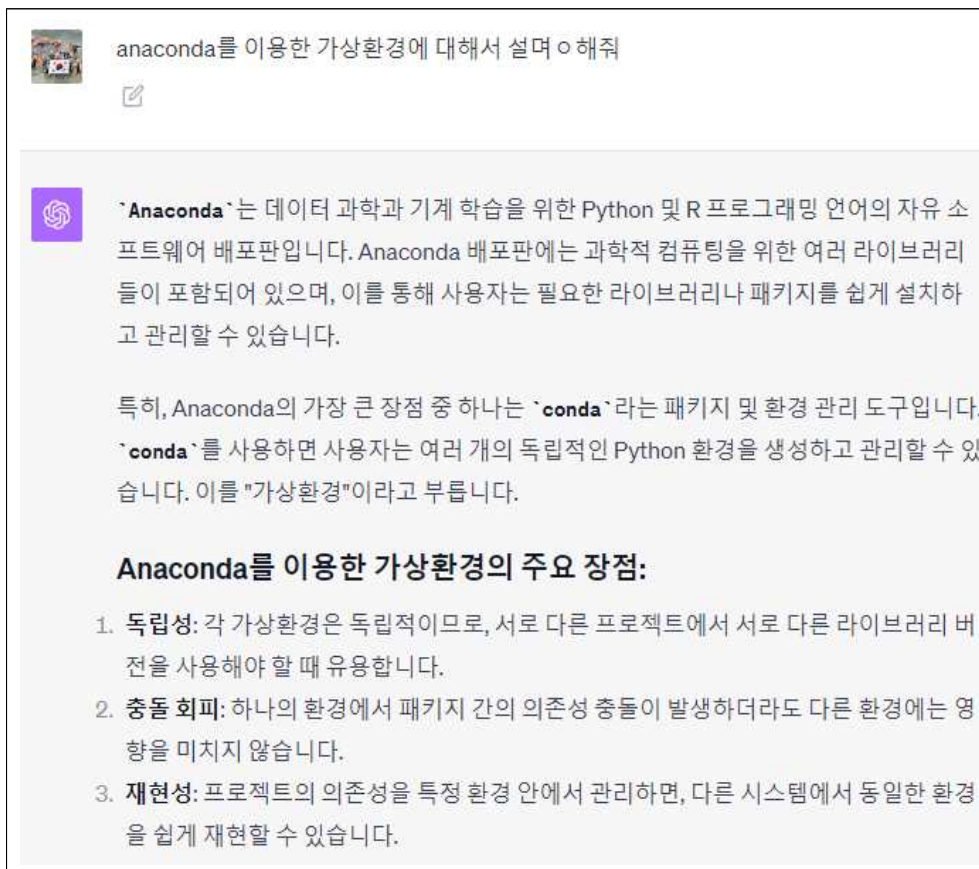 anaconda를 이용한 가상환경에 대해서 설며ㅇ해줘
`Anaconda`는 데이터 과학과 기계 학습을 위한 Python 및 R 프로그래밍 언어의 자유 소
프트웨어 배포판입니다. Anaconda 배포판에는 과학적 컴퓨팅을 위한 여러 라이브러리
들이 포함되어 있으며, 이를 통해 사용자는 필요한 라이브러리나 패키지를 쉽게 설치하
고 관리할 수 있습니다.
특히, Anaconda의 가장 큰 장점 중 하나는 `conda`라는 패키지 및 환경 관리 도구입니다.
`conda`를 사용하면 사용자는 여러 개의 독립적인 Python 환경을 생성하고 관리할 수 있
습니다. 이를 "가상환경"이라고 부릅니다.
Anaconda를 이용한 가상환경의 주요 장점:
1. 독립성: 각 가상환경은 독립적이므로, 서로 다른 프로젝트에서 서로 다른 라이브러리 버
전을 사용해야 할 때 유용합니다.
2. 충돌 회피: 하나의 환경에서 패키지 간의 의존성 충돌이 발생하더라도 다른 환경에는 영
향을 미치지 않습니다.
3. 재현성: 프로젝트의 의존성을 특정 환경 안에서 관리하면, 다른 시스템에서 동일한 환경
을 쉽게 재현할 수 있습니다.